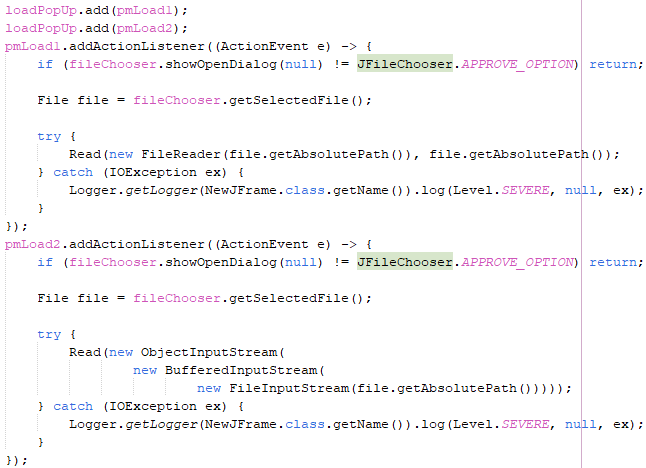 loadPopUp.add(pmLoad1);
loadPopUp.add(pmLoad2);
pmLoad1.addActionListener((ActionEvent e) -> {
    if (fileChooser.showOpenDialog(null) != JFileChooser.APPROVE_OPTION) return;
    File file = fileChooser.getSelectedFile();
    try {
        Read(new FileReader(file.getAbsolutePath()), file.getAbsolutePath());
    } catch (IOException ex) {
        Logger.getLogger(NewJFrame.class.getName()).log(Level.SEVERE, null, ex);
    }
});
pmLoad2.addActionListener((ActionEvent e) -> {
    if (fileChooser.showOpenDialog(null) != JFileChooser.APPROVE_OPTION) return;
    File file = fileChooser.getSelectedFile();
    try {
        Read(new ObjectInputStream(
                new BufferedInputStream(
                        new FileInputStream(file.getAbsolutePath()))));
    } catch (IOException ex) {
        Logger.getLogger(NewJFrame.class.getName()).log(Level.SEVERE, null, ex);
    }
});